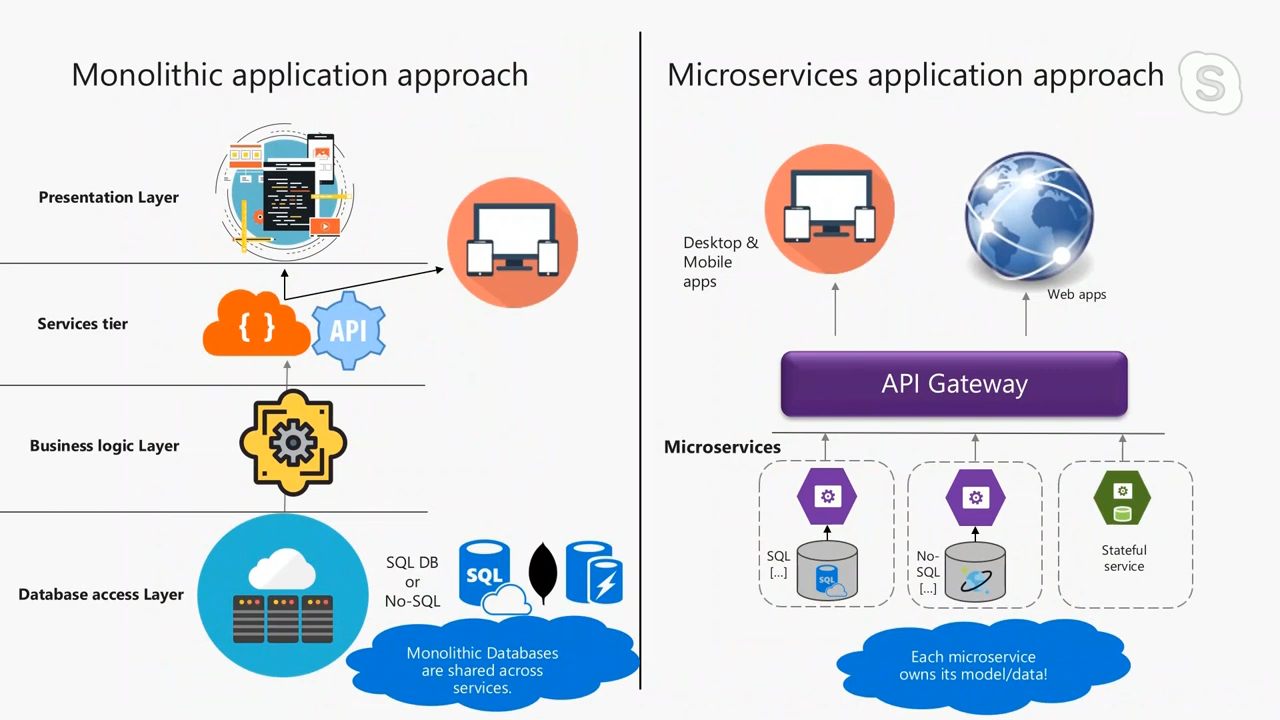 Monolithic application approach
Presentation Layer
Services tier
{ }
API
Business logic Layer
Database access Layer
SQL DB
or
No-SQL
SQL
Monolithic Databases
are shared across
services.
Microservices application approach
S
Desktop &
Mobile
apps
Web apps
API Gateway
Microservices
SQL
[...]
SQL
No-
SQL
[...]
Stateful
service
Each microservice
owns its model/data!